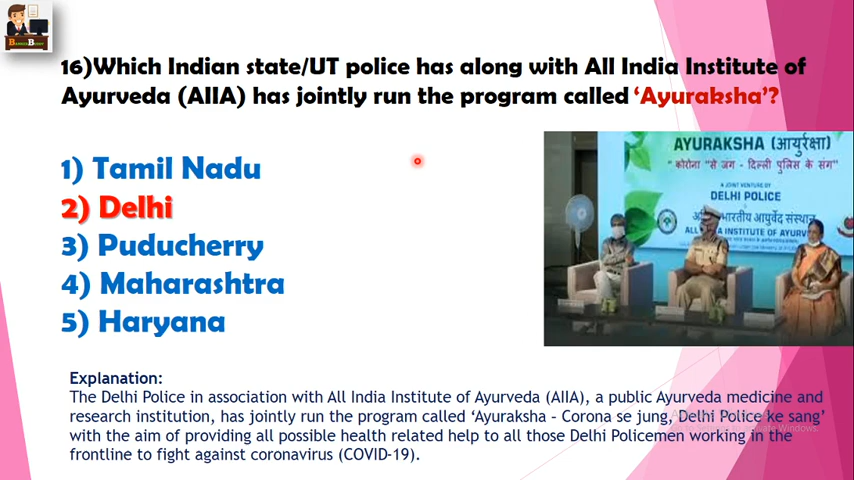 16)Which Indian state/UT police has along with All India Institute of
Ayurveda (AIIA) has jointly run the program called ‘Ayuraksha’?
1) Tamil Nadu
2) Delhi
3) Puducherry
4) Maharashtra
5) Haryana
AYURAKSHA (आयुर्रक्षा)
" कोरोना "से जंग - दिल्ली पुलिस के संग"
A JOINT VENTURE BY
DELHI POLICE
भारतीय आयुर्वेद संस्थान
ALL INDIA INSTITUTE OF AYURV
Explanation:
The Delhi Police in association with All India Institute of Ayurveda (AIIA), a public Ayurveda medicine and
research institution, has jointly run the program called ‘Ayuraksha – Corona se jung, Delhi Police ke sang’
with the aim of providing all possible health related help to all those Delhi Policemen working in the
frontline to fight against coronavirus (COVID-19).